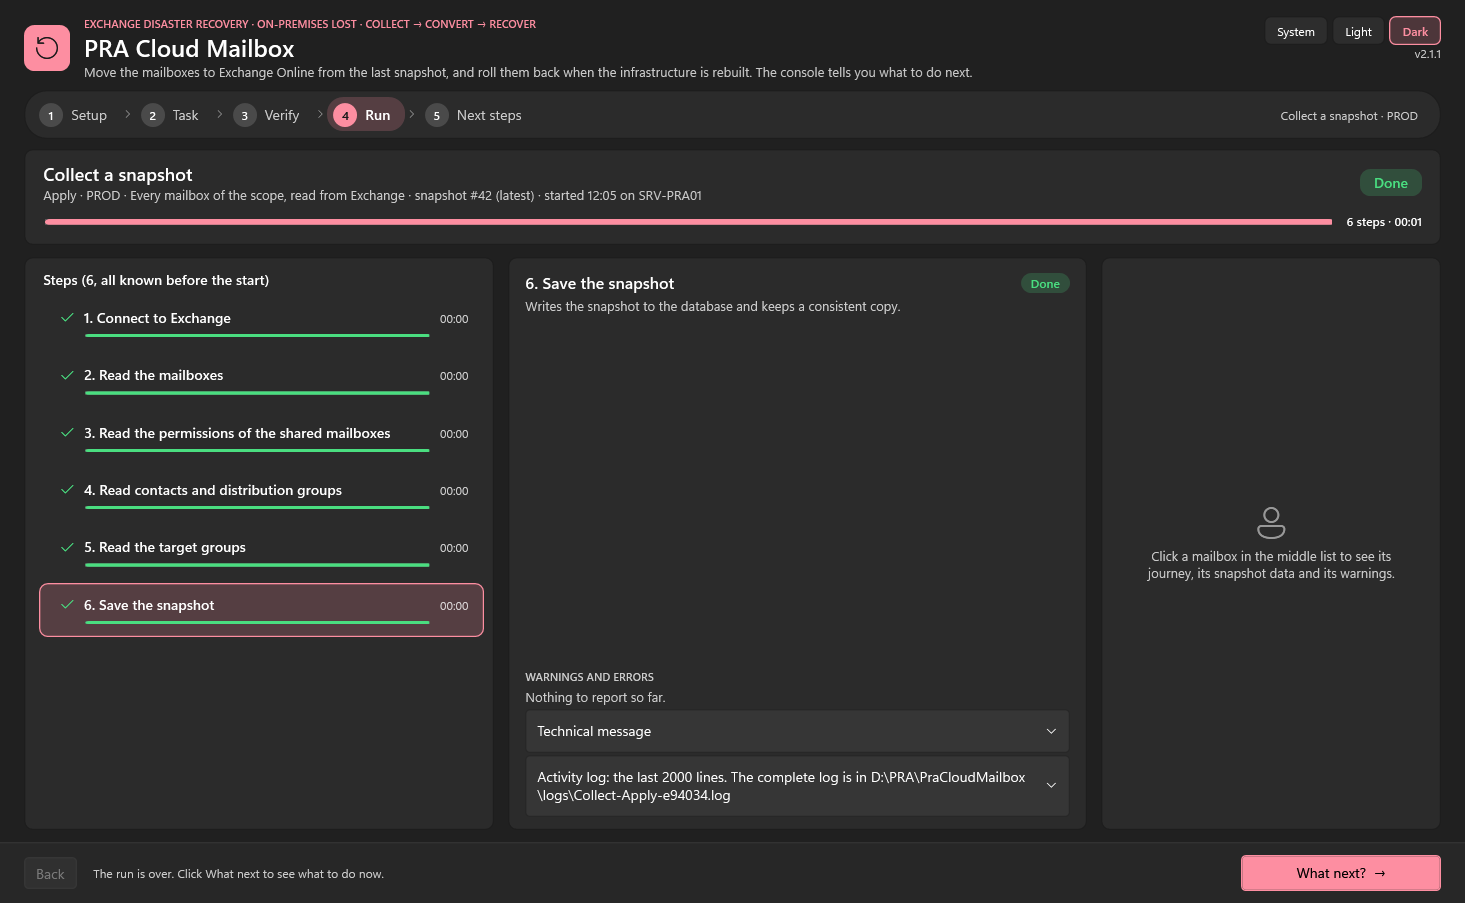 EXCHANGE DISASTER RECOVERY · ON-PREMISES LOST · COLLECT → CONVERT → RECOVER
PRA Cloud Mailbox
Move the mailboxes to Exchange Online from the last snapshot, and roll them back when the infrastructure is rebuilt. The console tells you what to do next.
System
Light
Dark
v2.1.1
1 Setup
2 Task
3 Verify
4 Run
5 Next steps
Collect a snapshot · PROD
Collect a snapshot
Apply · PROD · Every mailbox of the scope, read from Exchange · snapshot #42 (latest) · started 12:05 on SRV-PRA01
Done
6 steps · 00:01
Steps (6, all known before the start)
1. Connect to Exchange 00:00
2. Read the mailboxes 00:00
3. Read the permissions of the shared mailboxes 00:00
4. Read contacts and distribution groups 00:00
5. Read the target groups 00:00
6. Save the snapshot 00:00
6. Save the snapshot
Done
Writes the snapshot to the database and keeps a consistent copy.
WARNINGS AND ERRORS
Nothing to report so far.
Technical message
Activity log: the last 2000 lines. The complete log is in D:\PRA\PraCloudMailbox
\logs\Collect-Apply-e94034.log
Click a mailbox in the middle list to see its
journey, its snapshot data and its warnings.
Back
The run is over. Click What next to see what to do now.
What next? →